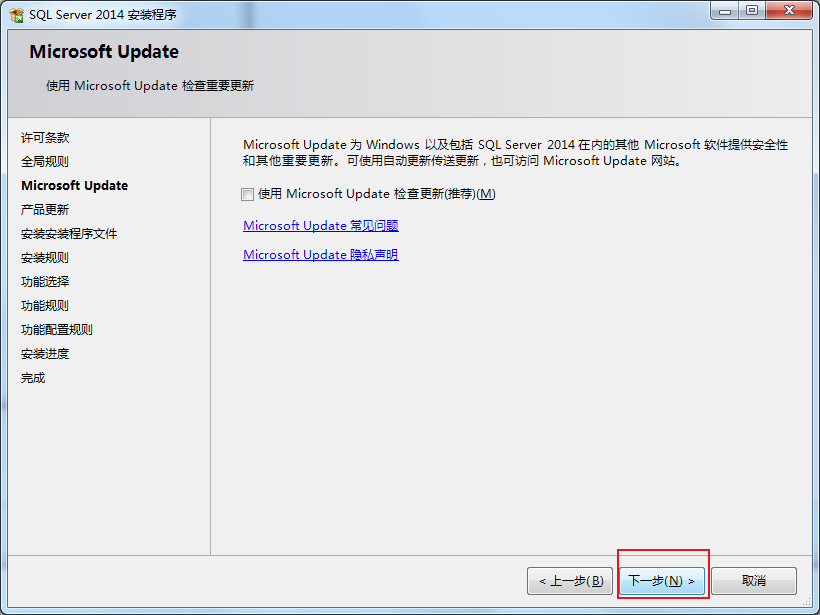 SQL Server 2014 安装程序
Microsoft Update
使用 Microsoft Update 检查重要更新
许可条款
全局规则
Microsoft Update
产品更新
安装安装程序文件
安装规则
功能选择
功能规则
功能配置规则
安装进度
完成
Microsoft Update 为 Windows 以及包括 SQL Server 2014 在内的其他 Microsoft 软件提供安全性
和其他重要更新。可使用自动更新传送更新，也可访问 Microsoft Update 网站。
使用 Microsoft Update 检查更新(推荐)(M)
Microsoft Update 常见问题
Microsoft Update 隐私声明
< 上一步(B) 下一步(N) > 取消